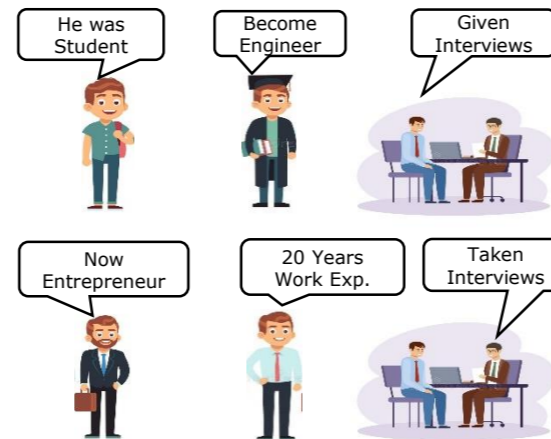 He was
Student
Become
Engineer
Given
Interviews
Now
Entrepreneur
20 Years
Work Exp.
Taken
Interviews